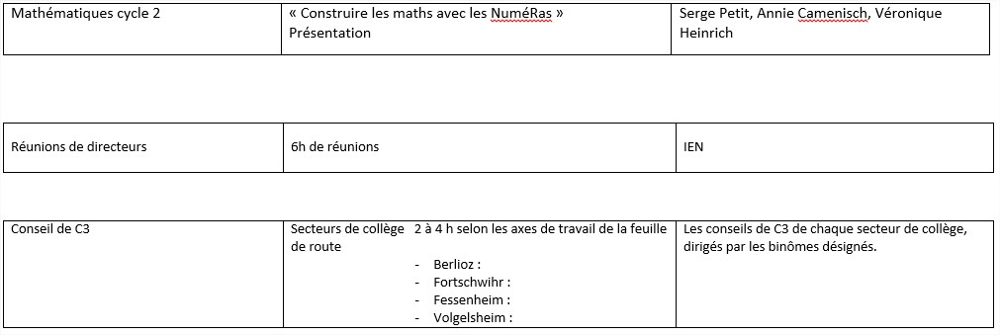 Mathématiques cycle 2
« Construire les maths avec les NuméRas »
Présentation
Serge Petit, Annie Camenisch, Véronique
Heinrich
Réunions de directeurs
6h de réunions
IEN
Conseil de C3
Secteurs de collège 2 à 4 h selon les axes de travail de la feuille
de route
- Berlioz :
- Fortschwihr :
- Fessenheim :
- Volgelsheim :
Les conseils de C3 de chaque secteur de collège,
dirigés par les binômes désignés.